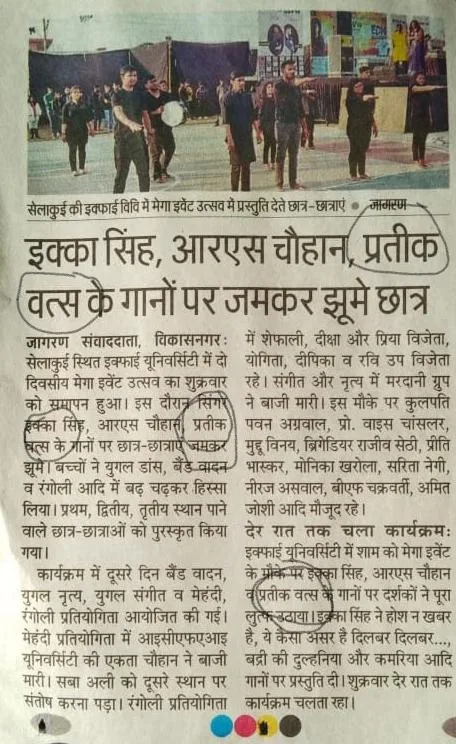 सेलाकुई की इक्फाई विवि में मेगा इवेंट उत्सव में प्रस्तुति देते छात्र-छात्राएं ● जागरण
इक्का सिंह, आरएस चौहान, प्रतीक
वत्स के गानों पर जमकर झूमे छात्र
जागरण संवाददाता, विकासनगर:
सेलाकुई स्थित इक्फाई यूनिवर्सिटी में दो
दिवसीय मेगा इवेंट उत्सव का शुक्रवार
को समापन हुआ। इस दौरान सिंगर
इक्का सिंह, आरएस चौहान, प्रतीक
वत्स के गानों पर छात्र-छात्राएं जमकर
झूमे। बच्चों ने युगल डांस, बैंड वादन
व रंगोली आदि में बढ़ चढ़कर हिस्सा
लिया। प्रथम, द्वितीय, तृतीय स्थान पाने
वाले छात्र-छात्राओं को पुरस्कृत किया
गया।
कार्यक्रम में दूसरे दिन बैंड वादन,
युगल नृत्य, युगल संगीत व मेहंदी,
रंगोली प्रतियोगिता आयोजित की गई।
मेहंदी प्रतियोगिता में आइसीएफएआइ
यूनिवर्सिटी की एकता चौहान ने बाजी
मारी। सबा अली को दूसरे स्थान पर
संतोष करना पड़ा। रंगोली प्रतियोगिता
में शेफाली, दीक्षा और प्रिया विजेता,
योगिता, दीपिका व रवि उप विजेता
रहे। संगीत और नृत्य में मरदानी ग्रुप
ने बाजी मारी। इस मौके पर कुलपति
पवन अग्रवाल, प्रो. वाइस चांसलर,
मुद्दू विनय, ब्रिगेडियर राजीव सेठी, प्रीति
भास्कर, मोनिका खरोला, सरिता नेगी,
नीरज असवाल, बीएफ चक्रवर्ती, अमित
जोशी आदि मौजूद रहे।
देर रात तक चला कार्यक्रम:
इक्फाई यूनिवर्सिटी में शाम को मेगा इवेंट
के मौके पर इक्का सिंह, आरएस चौहान
व प्रतीक वत्स के गानों पर दर्शकों ने पूरा
लुत्फ उठाया। इक्का सिंह ने होश न खबर
है, ये कैसा असर है दिलबर दिलबर...,
बद्री की दुल्हनिया और कमरिया आदि
गानों पर प्रस्तुति दी। शुक्रवार देर रात तक
कार्यक्रम चलता रहा।